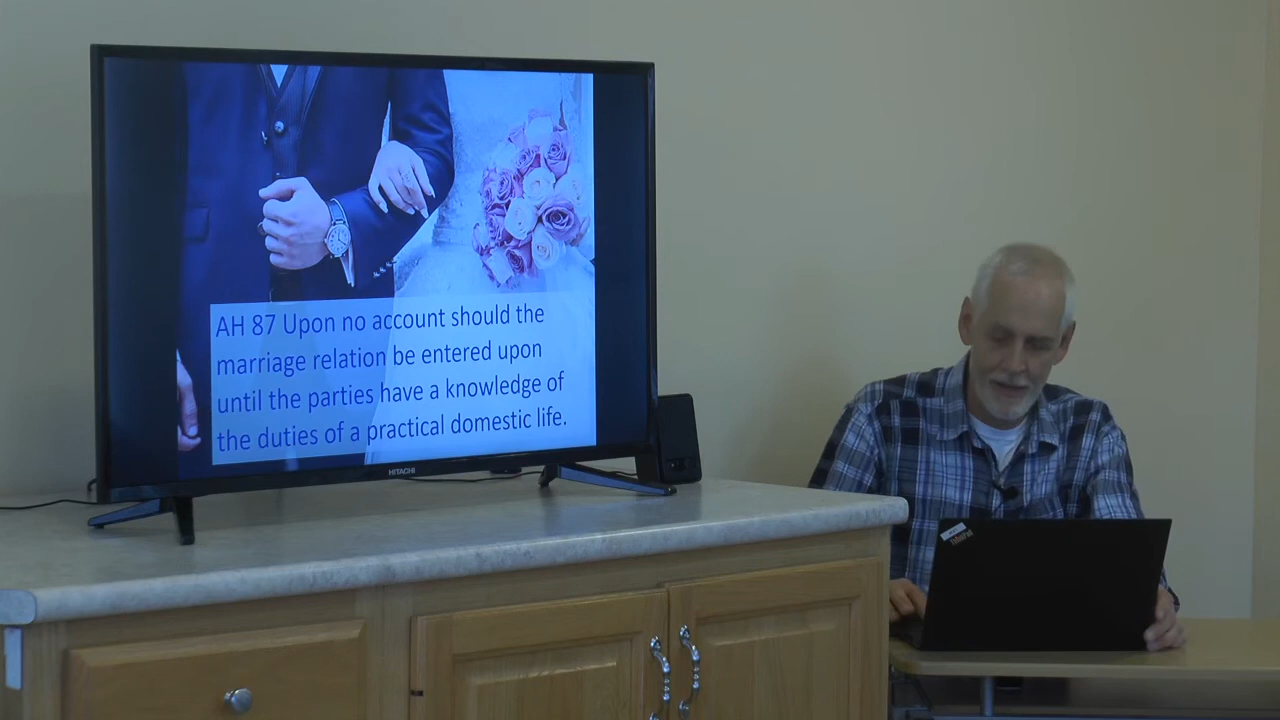 AH 87 Upon no account should the
marriage relation be entered upon
until the parties have a knowledge of
the duties of a practical domestic life.
HITACHI
ThinkPad